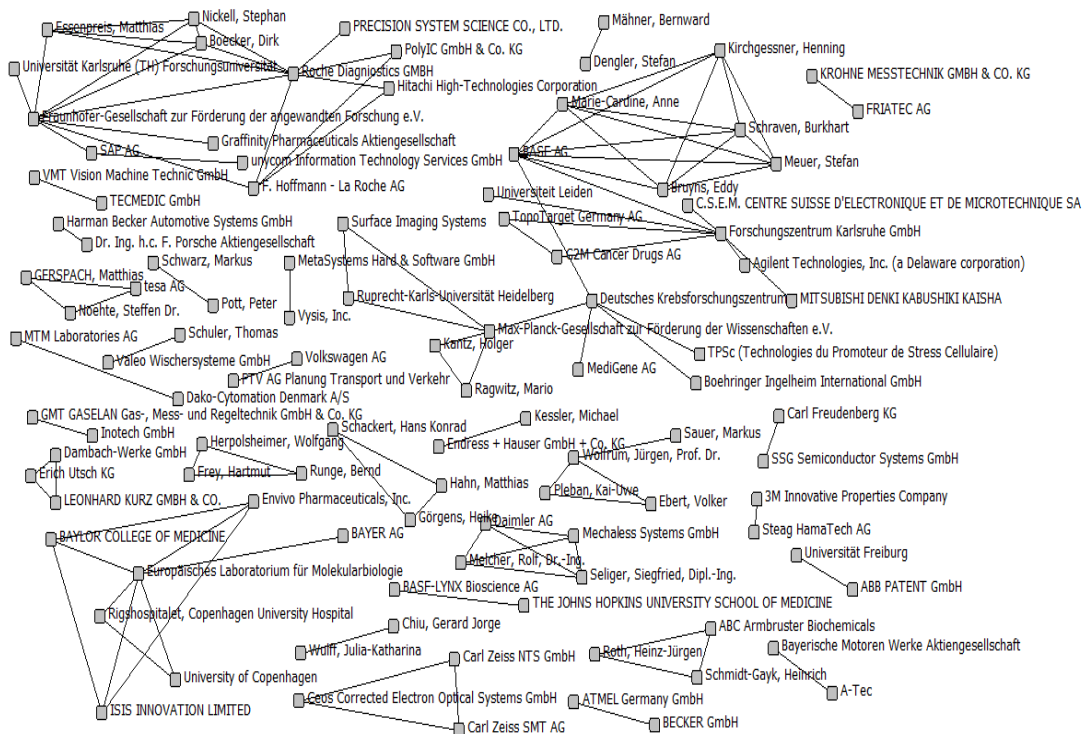 Nickell, Stephan
Essenpreis, Matthias
PRECISION SYSTEM SCIENCE CO., LTD.
Boecker, Dirk
PolyIC GmbH & Co. KG
Universität Karlsruhe (TH) Forschungsuniversität
Roche Diagnostics GMBH
Hitachi High-Technologies Corporation
Fraunhofer-Gesellschaft zur Förderung der angewandten Forschung e.V.
Graffinity Pharmaceuticals Aktiengesellschaft
SAP AG
unycom Information Technology Services GmbH
VMT Vision Machine Technic GmbH
F. Hoffmann - La Roche AG
TECMEDIC GmbH
Mähner, Bernward
Dengler, Stefan
Kirchgessner, Henning
KROHNE MESSTECHNIK GMBH & CO. KG
FRIATEC AG
Marie-Cardine, Anne
Schraven, Burkhart
BASF AG
Meuer, Stefan
Bruyns, Eddy
Universiteit Leiden
C.S.E.M. CENTRE SUISSE D'ELECTRONIQUE ET DE MICROTECHNIQUE SA
TopoTarget Germany AG
Forschungszentrum Karlsruhe GmbH
G2M Cancer Drugs AG
Agilent Technologies, Inc. (a Delaware corporation)
Harman Becker Automotive Systems GmbH
Dr. Ing. h.c. F. Porsche Aktiengesellschaft
Surface Imaging Systems
Schwarz, Markus
MetaSystems Hard & Software GmbH
GERSPACH, Matthias
tesa AG
Noehte, Steffen Dr.
Pott, Peter
Vysis, Inc.
Ruprecht-Karls-Universität Heidelberg
Deutsches Krebsforschungszentrum
MITSUBISHI DENKI KABUSHIKI KAISHA
MTM Laboratories AG
Schuler, Thomas
Max-Planck-Gesellschaft zur Förderung der Wissenschaften e.V.
Kantz, Holger
TPSc (Technologies du Promoteur de Stress Cellulaire)
Valeo Wischersysteme GmbH
Volkswagen AG
MediGene AG
PTV AG Planung Transport und Verkehr
Boehringer Ingelheim International GmbH
Ragwitz, Mario
Dako-Cytomation Denmark A/S
GMT GASELAN Gas-, Mess- und Regeltechnik GmbH & Co. KG
Inotech GmbH
Schackert, Hans Konrad
Kessler, Michael
Carl Freudenberg KG
Dambach-Werke GmbH
Herpolsheimer, Wolfgang
Endress + Hauser GmbH + Co. KG
Sauer, Markus
Wolfrum, Jürgen, Prof. Dr.
SSG Semiconductor Systems GmbH
Erich Utsch KG
Frey, Hartmut
Runge, Bernd
Hahn, Matthias
Pleban, Kai-Uwe
Ebert, Volker
LEONHARD KURZ GMBH & CO.
Envivo Pharmaceuticals, Inc.
3M Innovative Properties Company
Görgens, Heike
Daimler AG
Steag HamaTech AG
BAYLOR COLLEGE OF MEDICINE
BAYER AG
Mechaless Systems GmbH
Melcher, Rolf, Dr.-Ing.
Universität Freiburg
Europäisches Laboratorium für Molekularbiologie
Seliger, Siegfried, Dipl.-Ing.
BASF-LYNX Bioscience AG
ABB PATENT GmbH
THE JOHNS HOPKINS UNIVERSITY SCHOOL OF MEDICINE
Rigshospitalet, Copenhagen University Hospital
Chiu, Gerard Jorge
ABC Armbruster Biochemicals
Wulff, Julia-Katharina
Carl Zeiss NTS GmbH
Roth, Heinz-Jürgen
Bayerische Motoren Werke Aktiengesellschaft
University of Copenhagen
Schmidt-Gayk, Heinrich
A-Tec
Ceos Corrected Electron Optical Systems GmbH
ATMEL Germany GmbH
ISIS INNOVATION LIMITED
Carl Zeiss SMT AG
BECKER GmbH